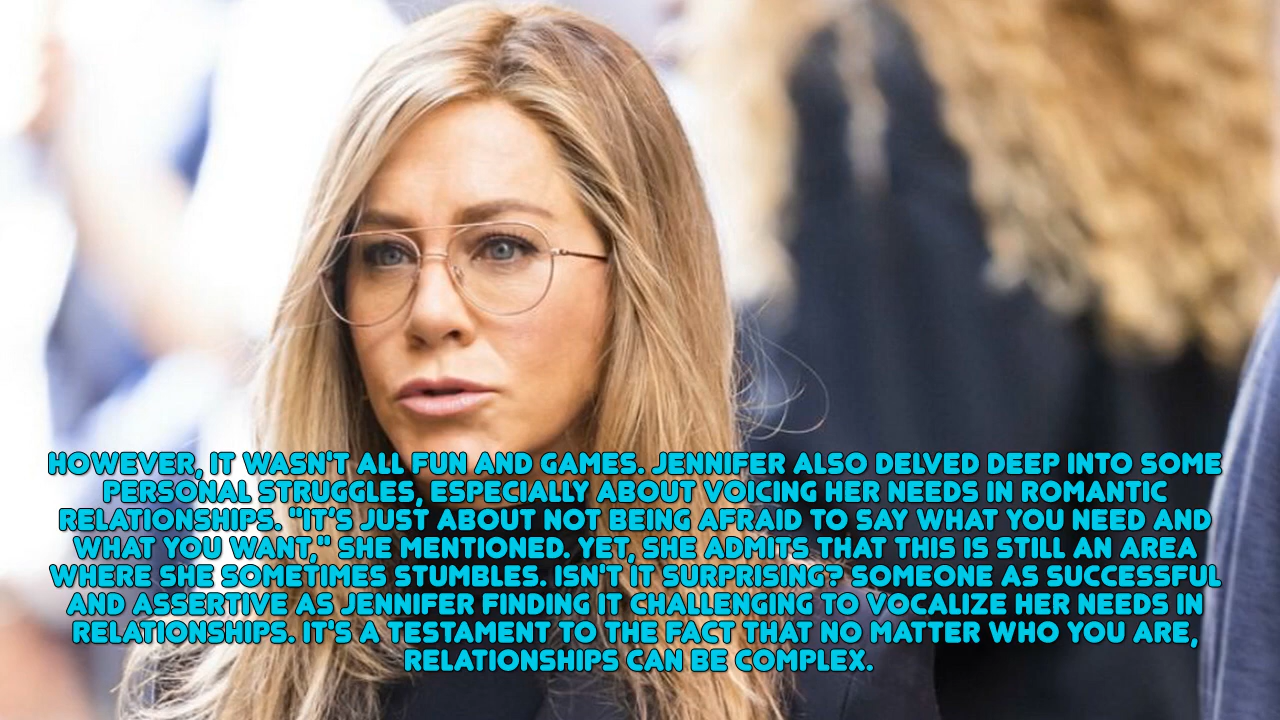 HOWEVER, IT WASN'T ALL FUN AND GAMES. JENNIFER ALSO DELVED DEEP INTO SOME
PERSONAL STRUGGLES, ESPECIALLY ABOUT VOICING HER NEEDS IN ROMANTIC
RELATIONSHIPS. "IT'S JUST ABOUT NOT BEING AFRAID TO SAY WHAT YOU NEED AND
WHAT YOU WANT," SHE MENTIONED. YET, SHE ADMITS THAT THIS IS STILL AN AREA
WHERE SHE SOMETIMES STUMBLES. ISN'T IT SURPRISING? SOMEONE AS SUCCESSFUL
AND ASSERTIVE AS JENNIFER FINDING IT CHALLENGING TO VOCALIZE HER NEEDS IN
RELATIONSHIPS. IT'S A TESTAMENT TO THE FACT THAT NO MATTER WHO YOU ARE,
RELATIONSHIPS CAN BE COMPLEX.